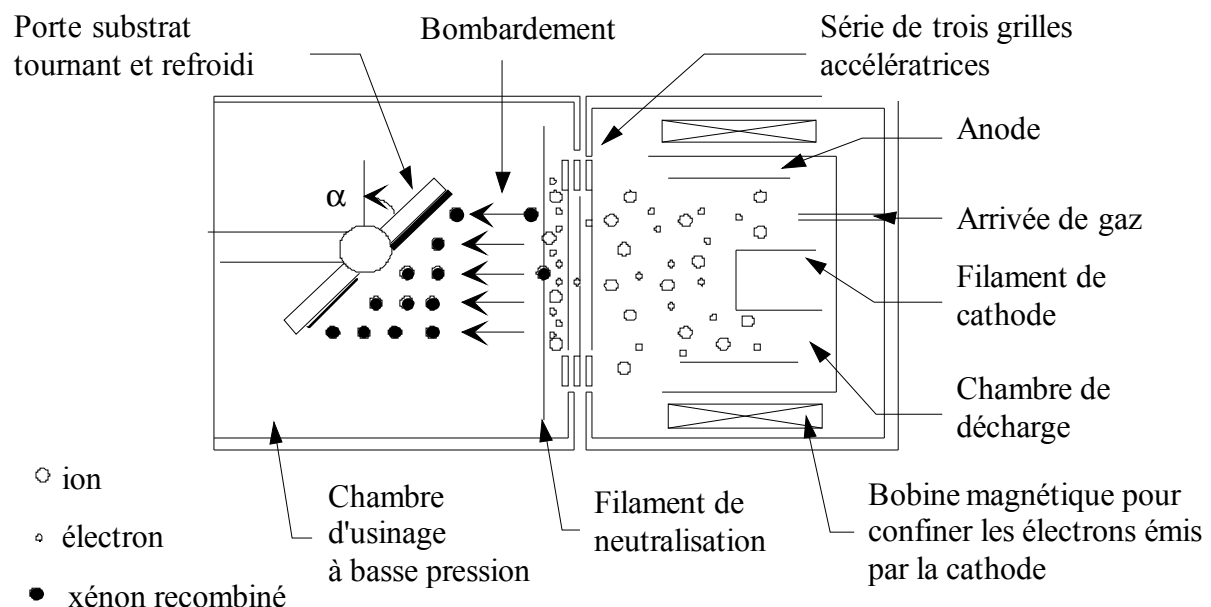 Porte substrat
tournant et refroidi
Bombardement
Série de trois grilles
accélératrices
Anode
α
Arrivée de gaz
Filament de
cathode
Chambre de
décharge
ion
électron
xénon recombiné
Chambre
d'usinage
à basse pression
Filament de
neutralisation
Bobine magnétique pour
confiner les électrons émis
par la cathode